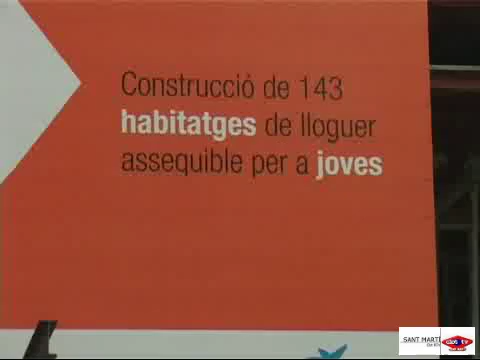 Construcció de 143
habitatges de lloguer
assequible per a joves
SANT MARTÍ